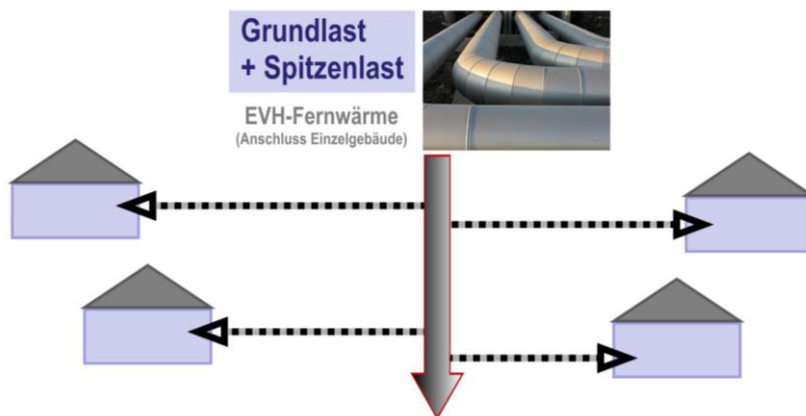 Grundlast
+ Spitzenlast
EVH-Fernwärme
(Anschluss Einzelgebäude)